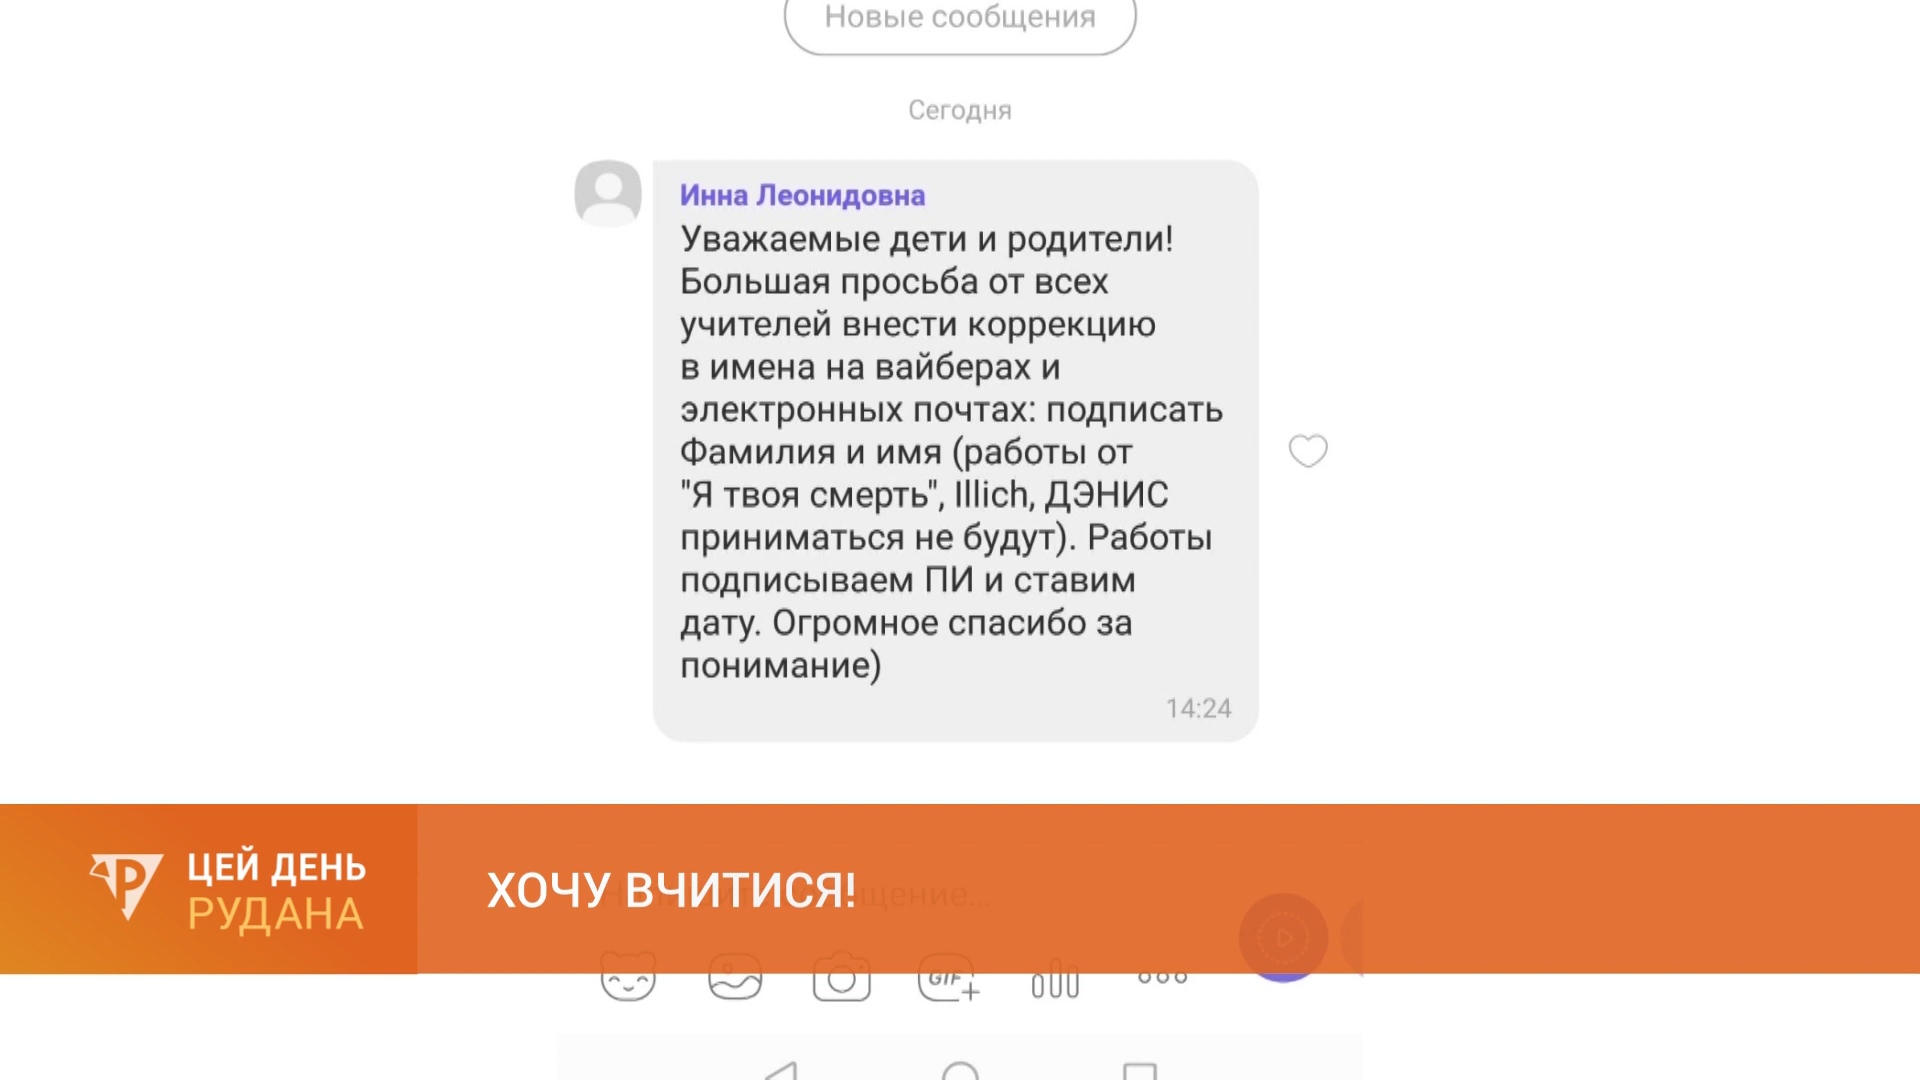 Новые сообщения
Сегодня
Инна Леонидовна
Уважаемые дети и родители!
Большая просьба от всех
учителей внести коррекцию
в имена на вайберах и
электронных почтах: подписать
Фамилия и имя (работы от
"Я твоя смерть", Illich, ДЭНИС
приниматься не будут). Работы
подписываем ПИ и ставим
дату. Огромное спасибо за
понимание)
14:24
ЦЕЙ ДЕНЬ
РУДАНА
ХОЧУ ВЧИТИСЯ!
GIF